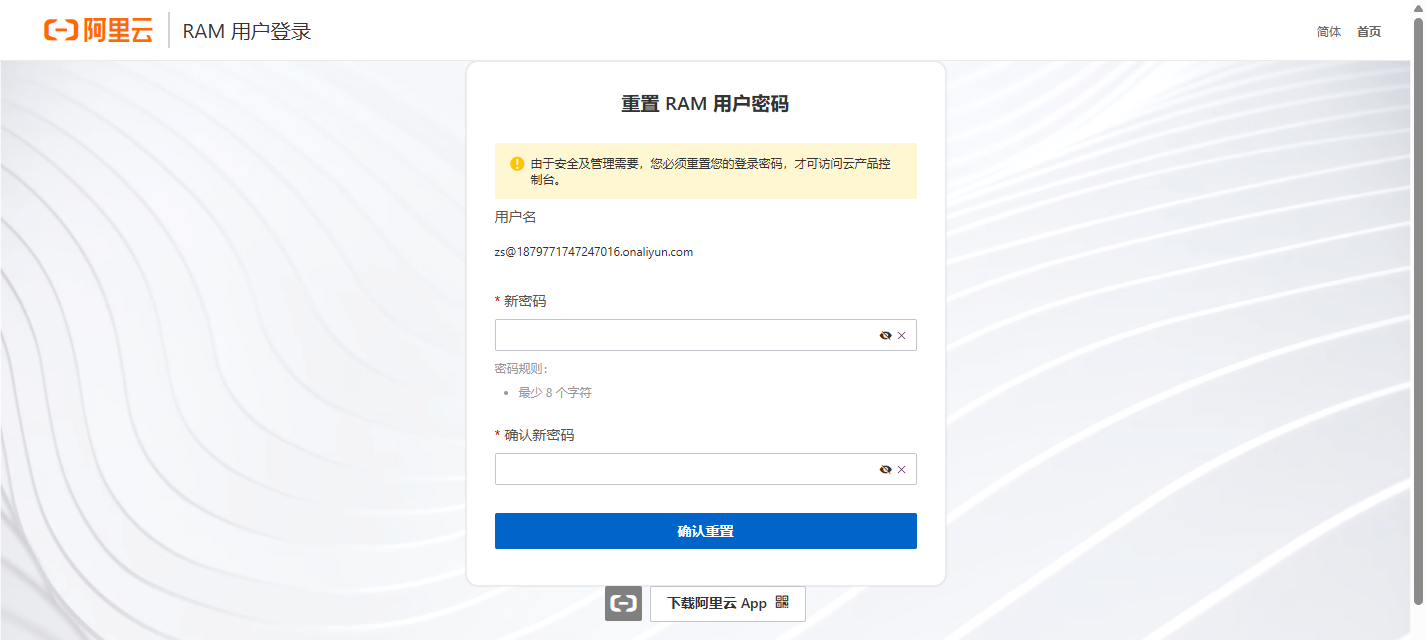 阿里云
RAM 用户登录
简体
首页
重置 RAM 用户密码
由于安全及管理需要，您必须重置您的登录密码，才可访问云产品控
制台。
用户名
zs@1879771747247016.onaliyun.com
* 新密码
密码规则：
• 最少 8 个字符
* 确认新密码
确认重置
下载阿里云 App